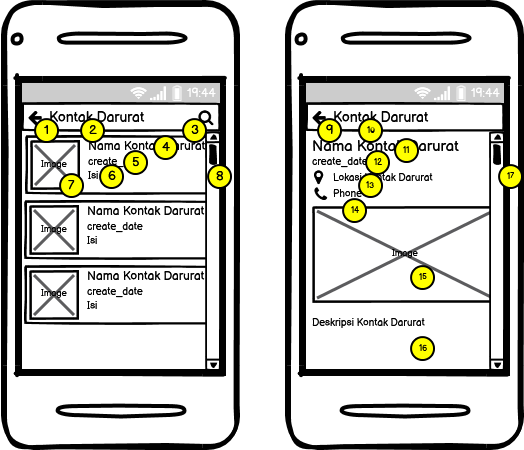 19:44
Kontak Darurat
1
2
3
Nama Kontak Darurat
4
create_
5
Isi
6
Image
7
8
Nama Kontak Darurat
create_date
Isi
Image
Nama Kontak Darurat
create_date
Isi
Image
19:44
Kontak Darurat
9
10
Nama Kontak Darurat
11
create_date
12
Lokasi Kontak Darurat
13
Phone
14
17
Image
15
Deskripsi Kontak Darurat
16